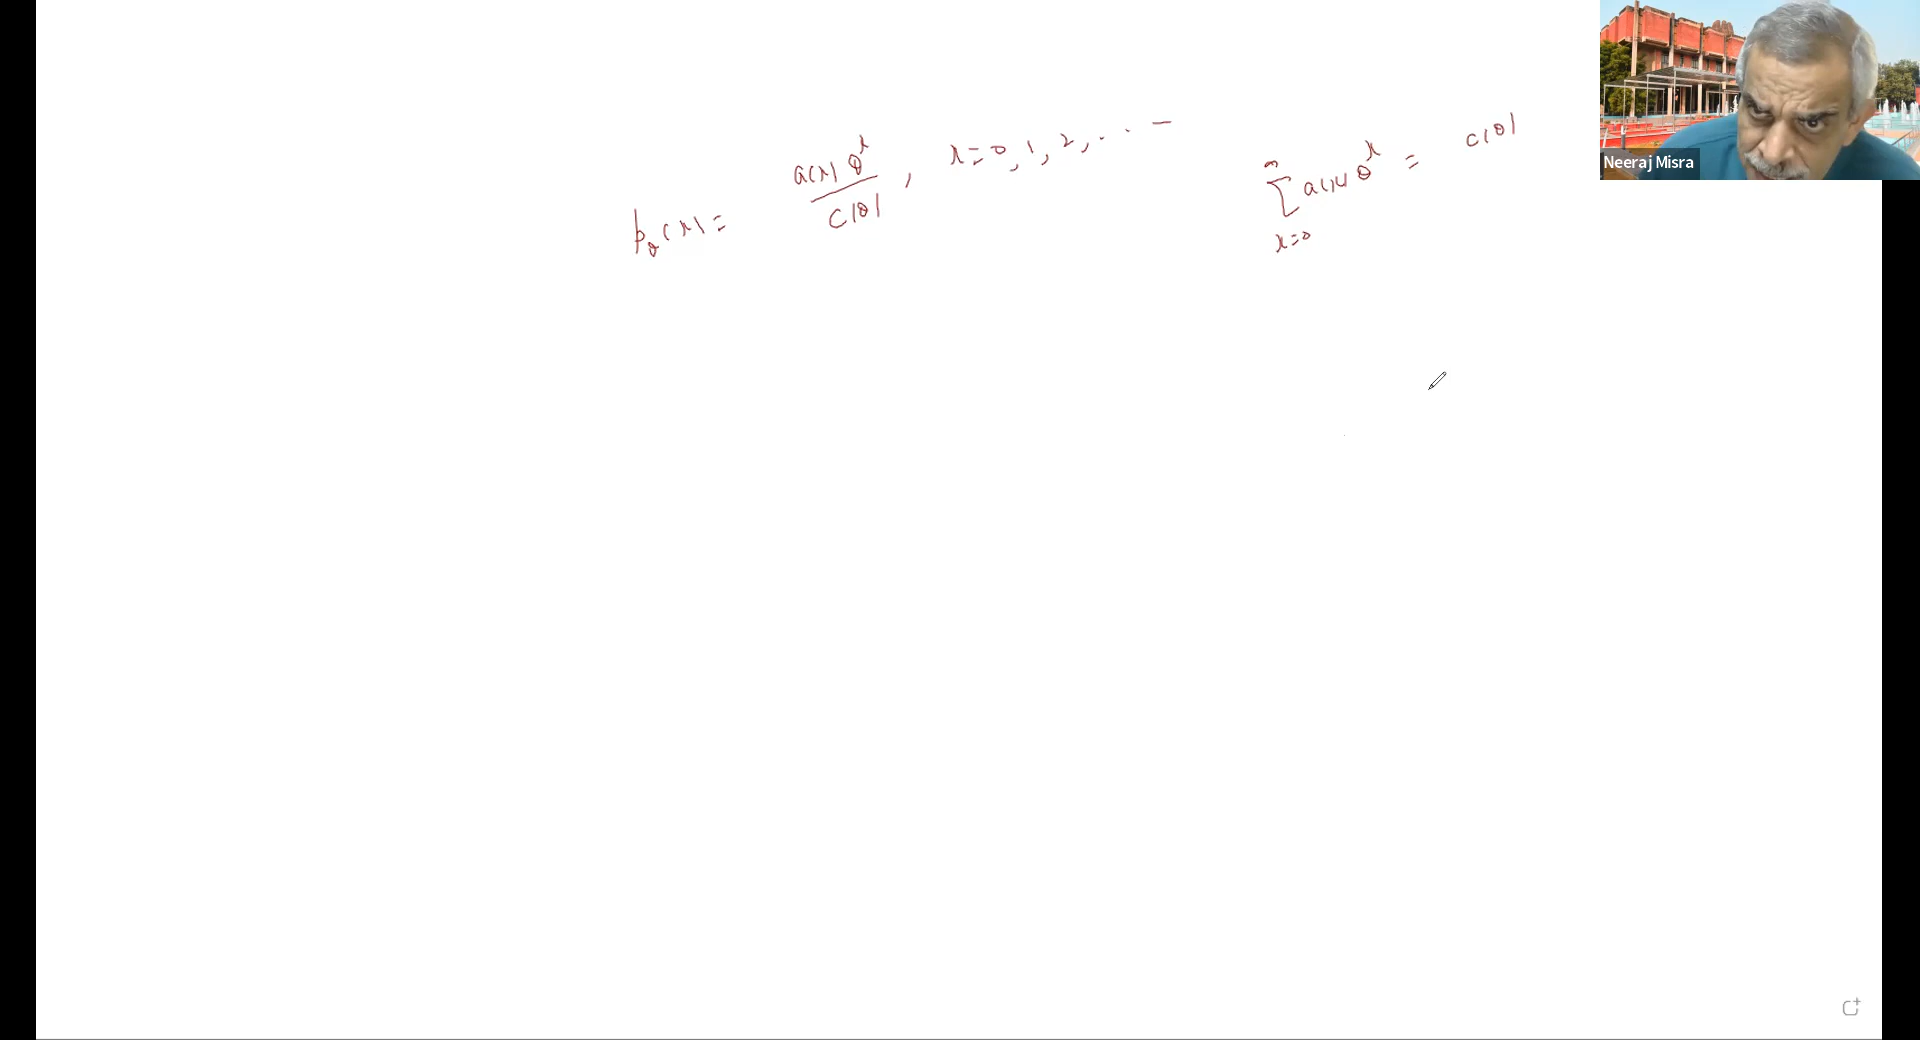 p_θ(x) = a(x) θ^x / c(θ) , x = 0, 1, 2, . . . –
∞
∑ a(x) θ^x = c(θ)
x=0
Neeraj Misra